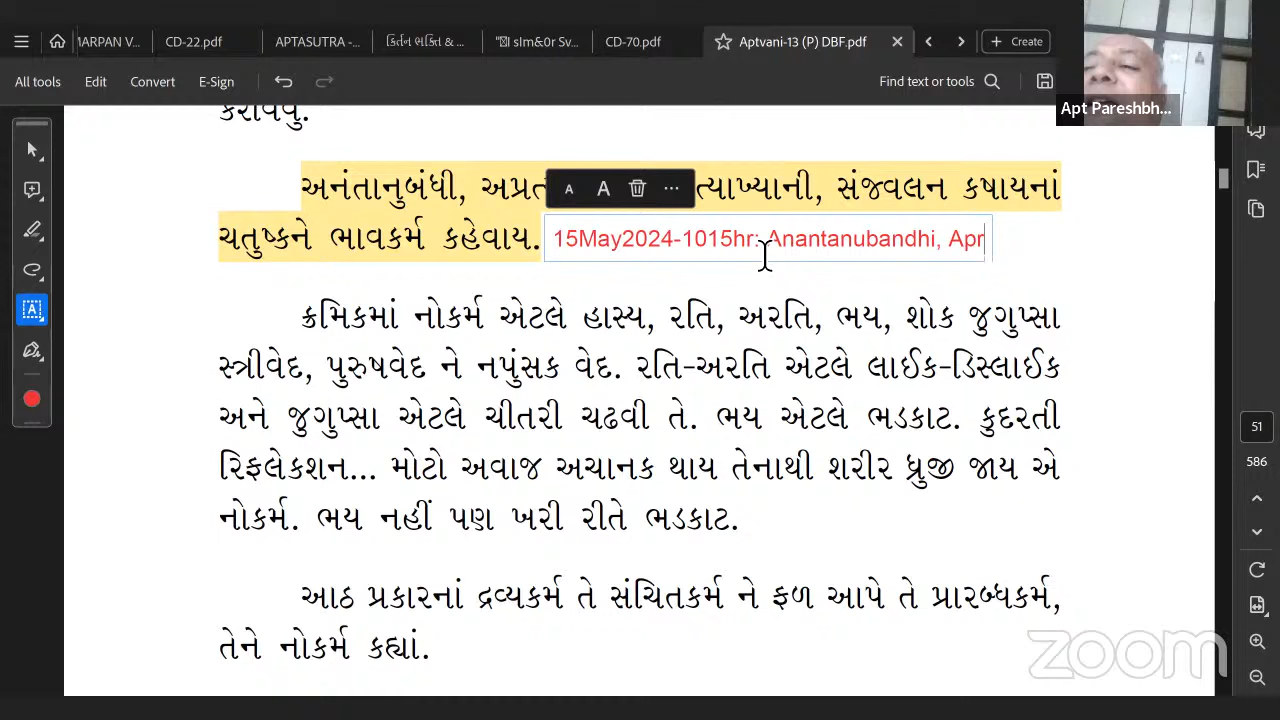 MARPAN V...
CD-22.pdf
APTASUTRA -...
કિર્તન ભક્તિ & ...
CD-70.pdf
Aptvani-13 (P) DBF.pdf
Create
All tools
Edit
Convert
E-Sign
Find text or tools
Apt Pareshbh...
કરાવવુ.
અનંતાનુબંધી, અપ્રત ત્યાખ્યાની, સંજ્વલન કષાયનાં
ચતુષ્કને ભાવકર્મ કહેવાય. 15May2024-1015hr: Anantanubandhi, Apr
ક્રમિકમાં નોકર્મ એટલે હાસ્ય, રતિ, અરતિ, ભય, શોક જુગુપ્સા
સ્ત્રીવેદ, પુરુષવેદ ને નપુંસક વેદ. રતિ-અરતિ એટલે લાઈક-ડિસ્લાઈક
અને જુગુપ્સા એટલે ચીતરી ચઢવી તે. ભય એટલે ભડકાટ. કુદરતી
રિફલેકશન... મોટો અવાજ અચાનક થાય તેનાથી શરીર ધ્રુજી જાય એ
નોકર્મ. ભય નહીં પણ ખરી રીતે ભડકાટ.
આઠ પ્રકારનાં દ્રવ્યકર્મ તે સંચિતકર્મ ને ફળ આપે તે પ્રારબ્ધકર્મ,
તેને નોકર્મ કહ્યાં.
51
586
zoom